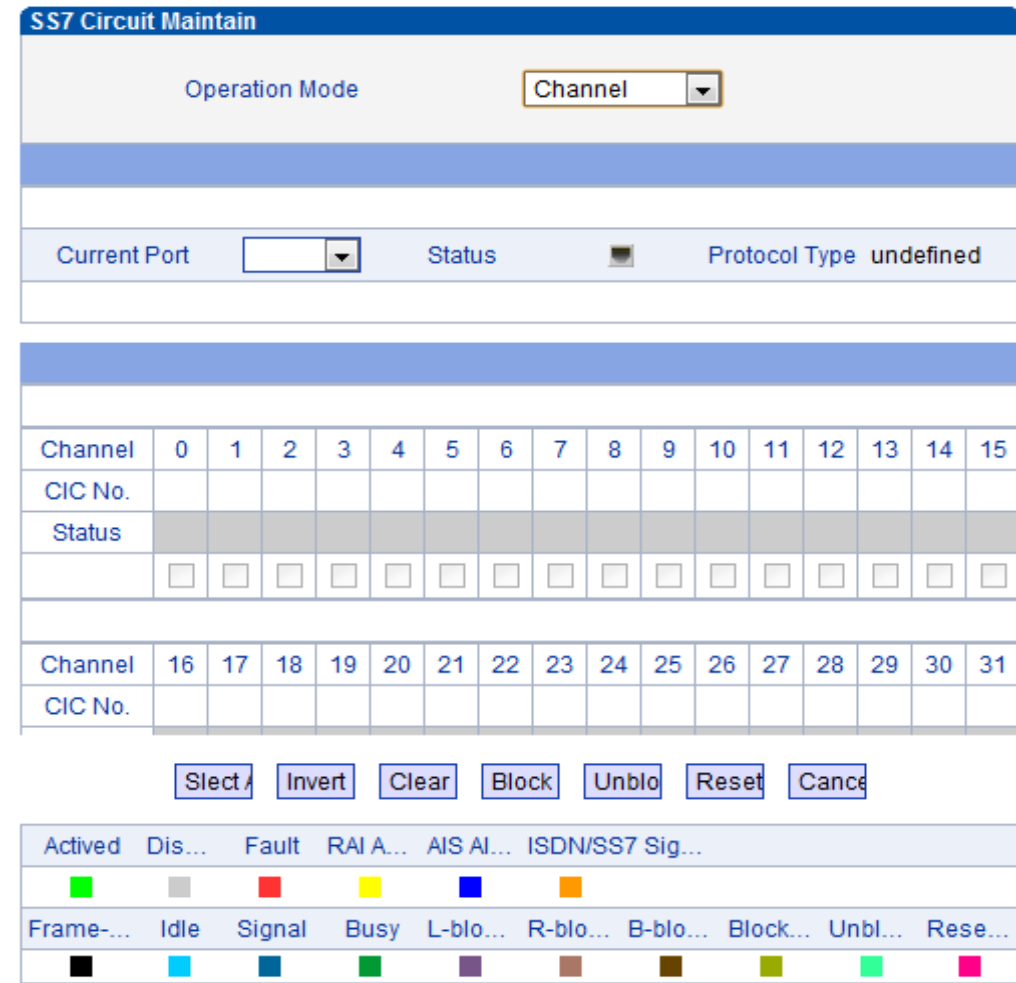 SS7 Circuit Maintain
Operation Mode Channel
Current Port Status Protocol Type undefined
Channel 0 1 2 3 4 5 6 7 8 9 10 11 12 13 14 15
CIC No.
Status
Channel 16 17 18 19 20 21 22 23 24 25 26 27 28 29 30 31
CIC No.
Slect A Invert Clear Block Unblo Reset Cance
Actived Dis... Fault RAI A... AIS Al... ISDN/SS7 Sig...
Frame-... Idle Signal Busy L-blo... R-blo... B-blo... Block... Unbl... Rese...